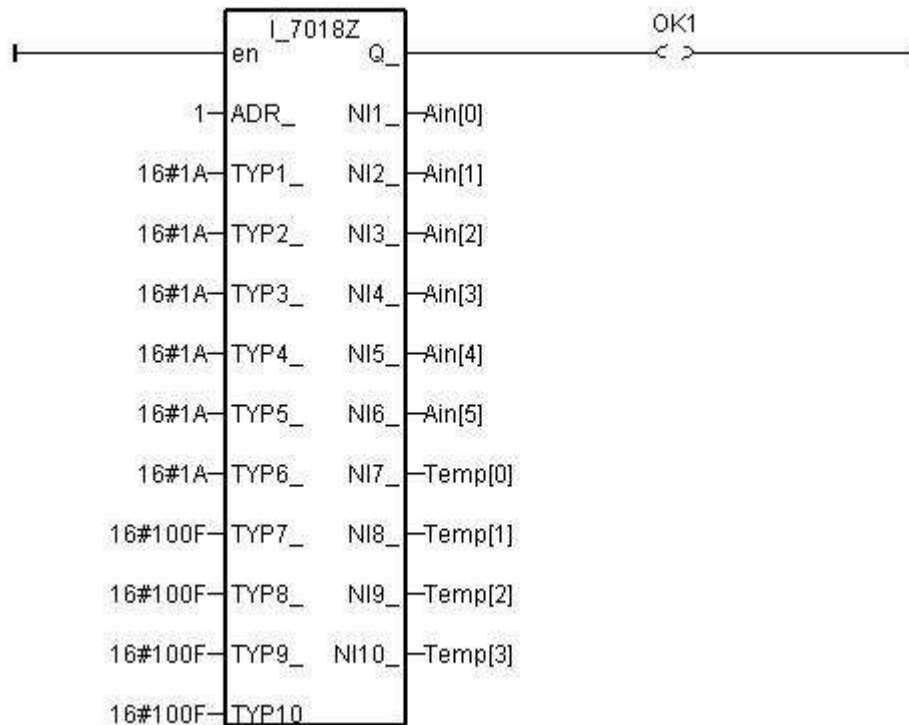 I_7018Z
OK1
en Q_
1 ADR_ NI1_ Ain[0]
16#1A TYP1_ NI2_ Ain[1]
16#1A TYP2_ NI3_ Ain[2]
16#1A TYP3_ NI4_ Ain[3]
16#1A TYP4_ NI5_ Ain[4]
16#1A TYP5_ NI6_ Ain[5]
16#1A TYP6_ NI7_ Temp[0]
16#100F TYP7_ NI8_ Temp[1]
16#100F TYP8_ NI9_ Temp[2]
16#100F TYP9_ NI10_ Temp[3]
16#100F TYP10